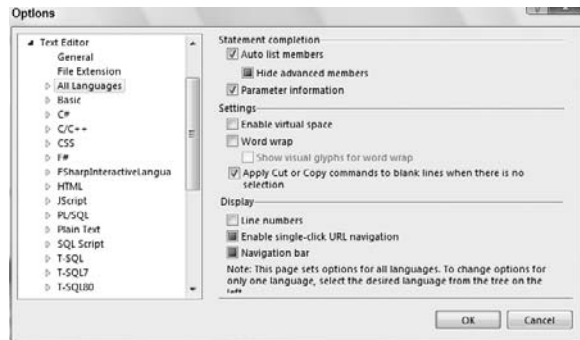 Options
Text Editor
General
File Extension
All Languages
Basic
C#
C/C++
CSS
F#
FSharpInteractiveLangua
HTML
JScript
PL/SQL
Plain Text
SQL Script
T-SQL
T-SQL7
T-SQL80
Statement completion
Auto list members
Hide advanced members
Parameter information
Settings
Enable virtual space
Word wrap
Show visual glyphs for word wrap
Apply Cut or Copy commands to blank lines when there is no
selection
Display
Line numbers
Enable single-click URL navigation
Navigation bar
Note: This page sets options for all languages. To change options for
only one language, select the desired language from the tree on the
left
OK
Cancel